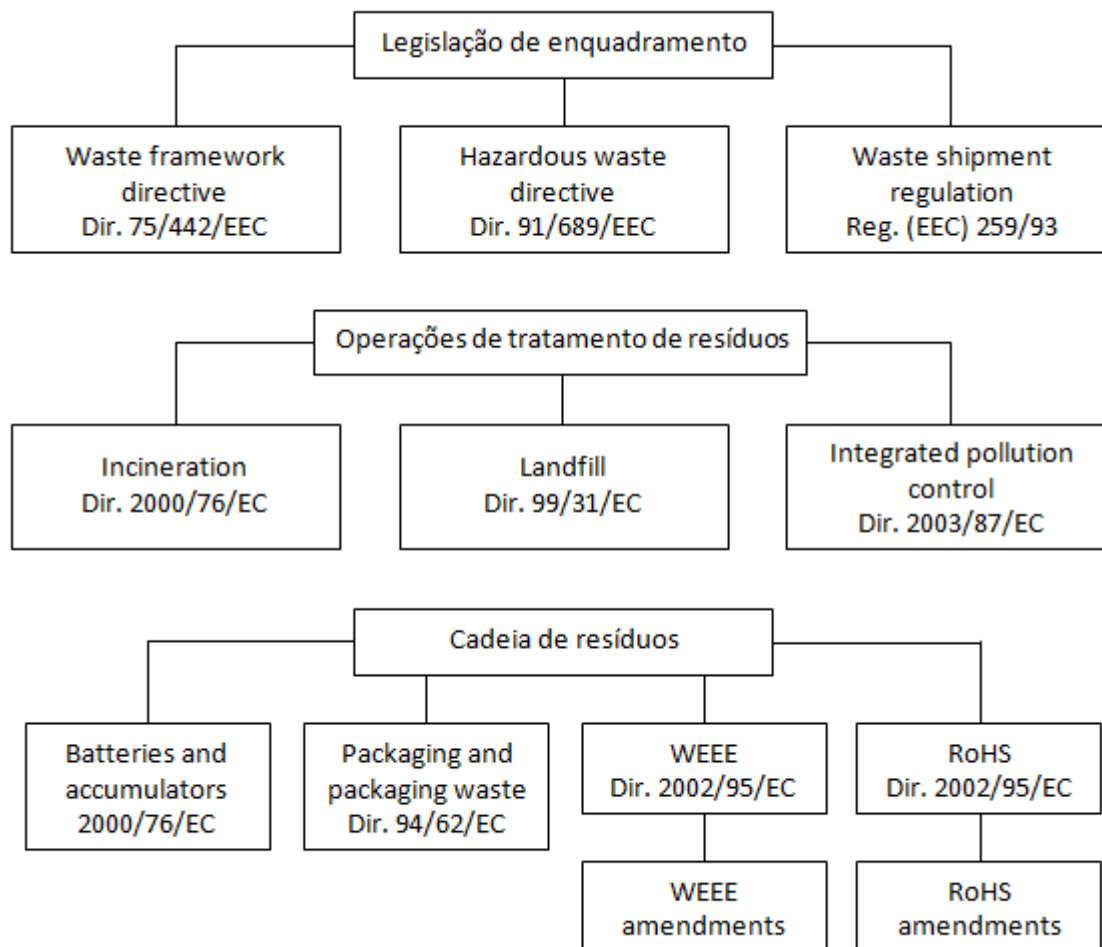 Legislação de enquadramento
Waste framework
directive
Dir. 75/442/EEC
Hazardous waste
directive
Dir. 91/689/EEC
Waste shipment
regulation
Reg. (EEC) 259/93
Operações de tratamento de resíduos
Incineration
Dir. 2000/76/EC
Landfill
Dir. 99/31/EC
Integrated pollution
control
Dir. 2003/87/EC
Cadeia de resíduos
Batteries and
accumulators
2000/76/EC
Packaging and
packaging waste
Dir. 94/62/EC
WEEE
Dir. 2002/95/EC
RoHS
Dir. 2002/95/EC
WEEE
amendments
RoHS
amendments